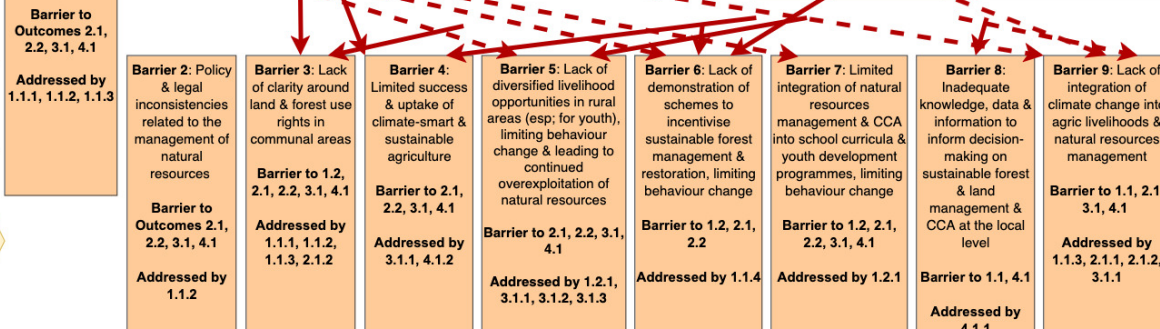 Barrier to
Outcomes 2.1,
2.2, 3.1, 4.1
Addressed by
1.1.1, 1.1.2, 1.1.3
Barrier 2: Policy
& legal
inconsistencies
related to the
management of
natural
resources
Barrier to
Outcomes 2.1,
2.2, 3.1, 4.1
Addressed by
1.1.2
Barrier 3: Lack
of clarity around
land & forest use
rights in
communal areas
Barrier to 1.2,
2.1, 2.2, 3.1, 4.1
Addressed by
1.1.1, 1.1.2,
1.1.3, 2.1.2
Barrier 4:
Limited success
& uptake of
climate-smart &
sustainable
agriculture
Barrier to 2.1,
2.2, 3.1, 4.1
Addressed by
3.1.1, 4.1.2
Barrier 5: Lack of
diversified livelihood
opportunities in rural
areas (esp; for youth),
limiting behaviour
change & leading to
continued
overexploitation of
natural resources
Barrier to 2.1, 2.2, 3.1,
4.1
Addressed by 1.2.1,
3.1.1, 3.1.2, 3.1.3
Barrier 6: Lack of
demonstration of
schemes to
incentivise
sustainable forest
management &
restoration, limiting
behaviour change
Barrier to 1.2, 2.1,
2.2
Addressed by 1.1.4
Barrier 7: Limited
integration of natural
resources
management & CCA
into school curricula &
youth development
programmes, limiting
behaviour change
Barrier to 1.2, 2.1,
2.2, 3.1, 4.1
Addressed by 1.2.1
Barrier 8:
Inadequate
knowledge, data &
information to
inform decision-
making on
sustainable forest
& land
management &
CCA at the local
level
Barrier to 1.1, 4.1
Addressed by
4.1.1
Barrier 9: Lack of
integration of
climate change int
agric livelihoods &
natural resources
management
Barrier to 1.1, 2.1
3.1, 4.1
Addressed by
1.1.3, 2.1.1, 2.1.2,
3.1.1